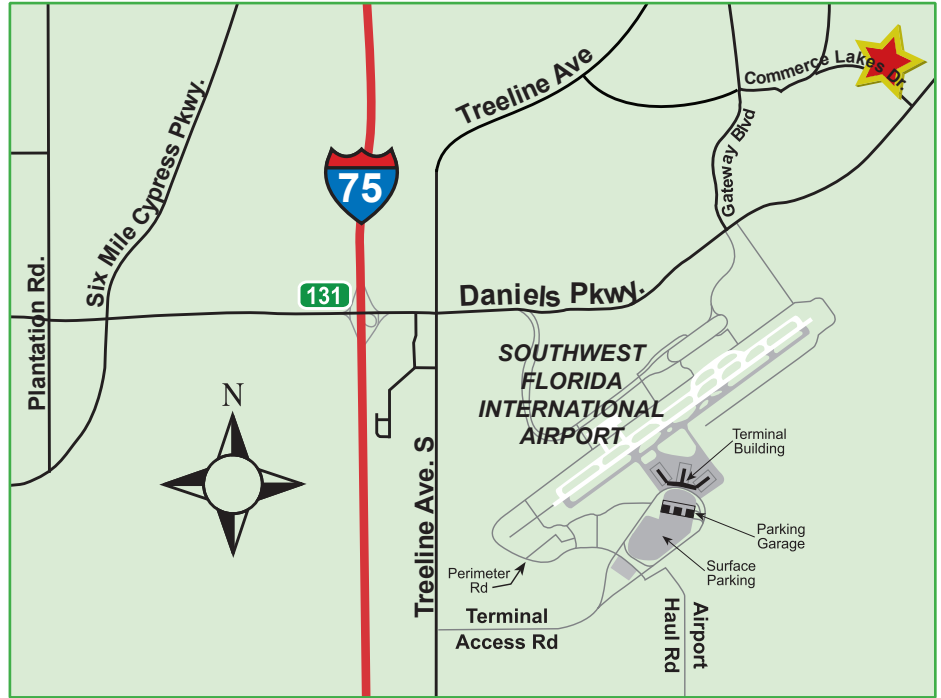 Treeline Ave
Commerce Lakes Dr.
Six Mile Cypress Pkwy.
Gateway Blvd
75
131
Daniels Pkwy.
Plantation Rd.
SOUTHWEST
FLORIDA
INTERNATIONAL
AIRPORT
N
Treeline Ave. S
Terminal
Building
Parking
Garage
Surface
Parking
Perimeter
Rd
Terminal
Access Rd
Airport
Haul Rd